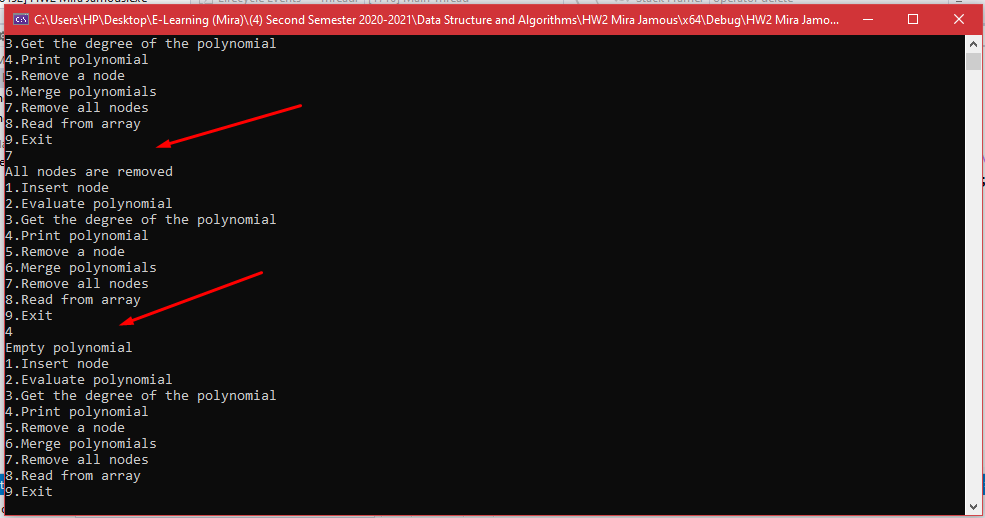 C:\Users\HP\Desktop\E-Learning (Mira)\(4) Second Semester 2020-2021\Data Structure and Algorithms\HW2 Mira Jamous\x64\Debug\HW2 Mira Jamo...
3.Get the degree of the polynomial
4.Print polynomial
5.Remove a node
6.Merge polynomials
7.Remove all nodes
8.Read from array
9.Exit
7
All nodes are removed
1.Insert node
2.Evaluate polynomial
3.Get the degree of the polynomial
4.Print polynomial
5.Remove a node
6.Merge polynomials
7.Remove all nodes
8.Read from array
9.Exit
4
Empty polynomial
1.Insert node
2.Evaluate polynomial
3.Get the degree of the polynomial
4.Print polynomial
5.Remove a node
6.Merge polynomials
7.Remove all nodes
8.Read from array
9.Exit